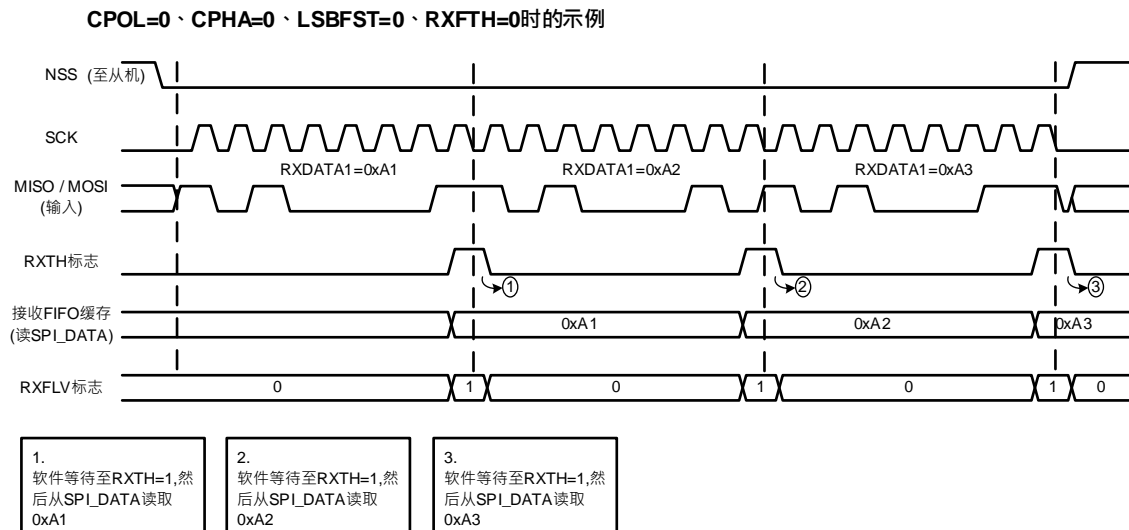 CPOL=0、CPHA=0、LSBFST=0、RXFTH=0时的示例
NSS (至从机)
SCK
RXDATA1=0xA1
RXDATA1=0xA2
RXDATA1=0xA3
MISO / MOSI
(输入)
RXTH标志
①
②
③
接收FIFO缓存
(读SPI_DATA)
0xA1
0xA2
0xA3
RXFLV标志
0
1
0
1
0
1
0
1.
软件等待至RXTH=1,然
后从SPI_DATA读取
0xA1
2.
软件等待至RXTH=1,然
后从SPI_DATA读取
0xA2
3.
软件等待至RXTH=1,然
后从SPI_DATA读取
0xA3